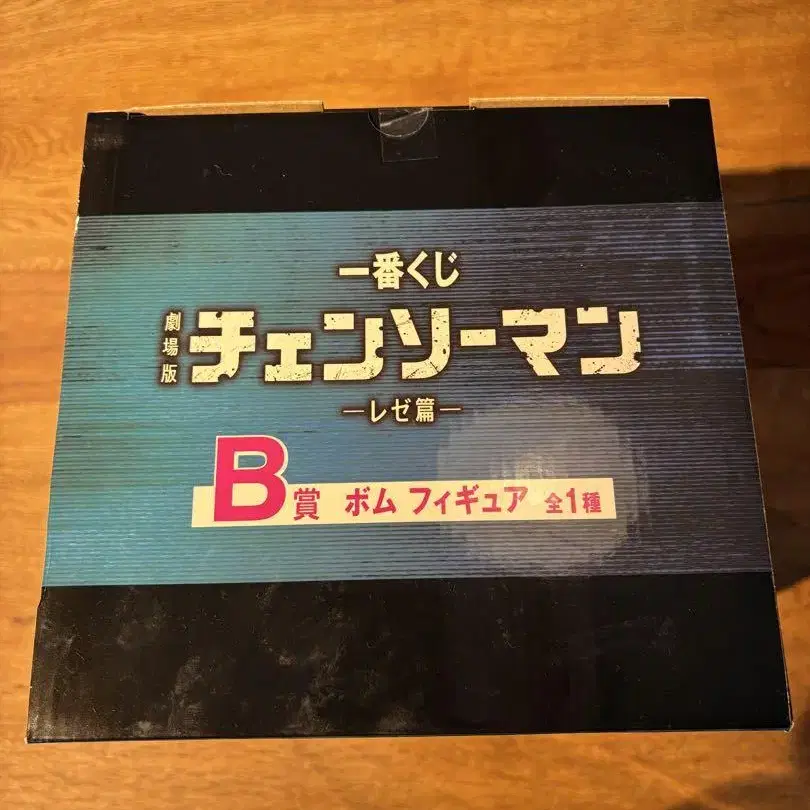 一番くじ
劇場版 チェンソーマン
—レゼ篇—
B賞 ボム フィギュア 全1種